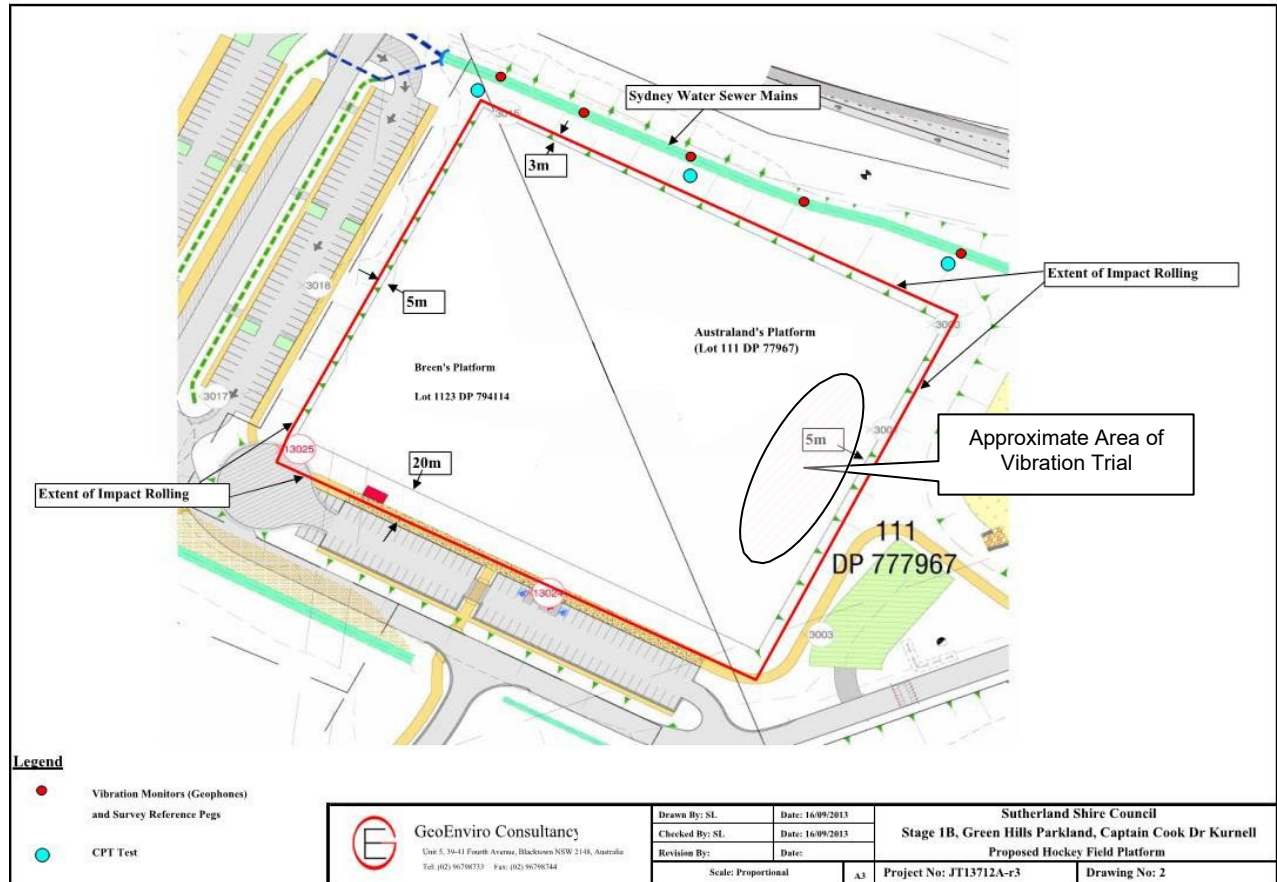 Sydney Water Sewer Mains
3015
3m
Extent of Impact Rolling
3018
5m
Australand's Platform
(Lot 111 DP 77967)
Breen's Platform
Lot 1123 DP 794114
3017
5m
Approximate Area of
Vibration Trial
13025
20m
Extent of Impact Rolling
111
DP 777967
13024
3003
Legend
Vibration Monitors (Geophones)
and Survey Reference Pegs
CPT Test
GeoEnviro Consultancy
Unit 5, 39-41 Fourth Avenue, Blacktown NSW 2148, Australia
Tel: (02) 96798733 Fax: (02) 96798744
Drawn By: SL Date: 16/09/2013
Checked By: SL Date: 16/09/2013
Revision By: Date:
Scale: Proportional A3
Sutherland Shire Council
Stage 1B, Green Hills Parkland, Captain Cook Dr Kurnell
Proposed Hockey Field Platform
Project No: JT13712A-r3 Drawing No: 2